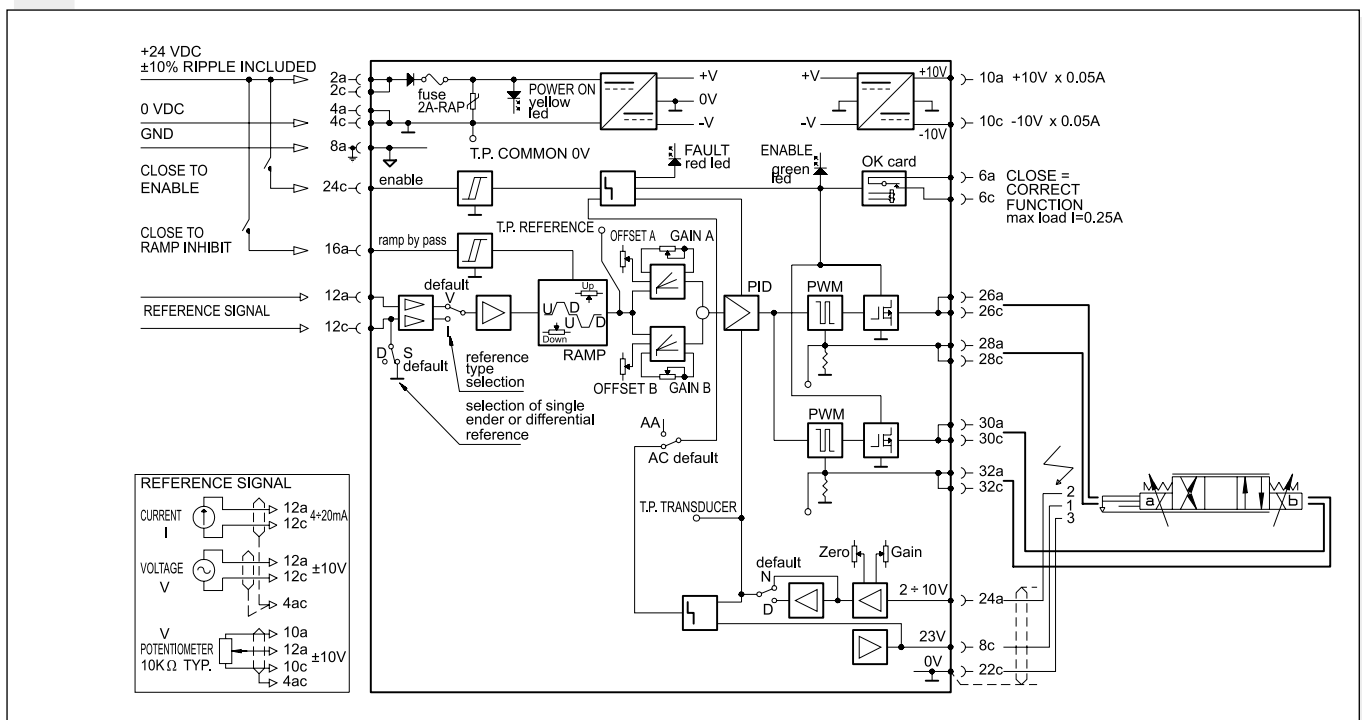 +24 VDC
±10% RIPPLE INCLUDED
0 VDC
GND
CLOSE TO
ENABLE
CLOSE TO
RAMP INHIBIT
REFERENCE SIGNAL
2a
2c
4a
4c
8a
24c
16a
12a
12c
fuse
2A-RAP
POWER ON
yellow
led
T.P. COMMON 0V
+V
0V
-V
+V
-V
+10V
-10V
10a +10V x 0.05A
10c -10V x 0.05A
enable
FAULT
red led
ENABLE
green
led
OK card
6a
6c
CLOSE =
CORRECT
FUNCTION
max load I=0.25A
ramp by pass
T.P. REFERENCE
OFFSET A
GAIN A
default
V
I
D
S
default
reference
type
selection
selection of single
ender or differential
reference
Up
U D
U D
Down
RAMP
OFFSET B
GAIN B
PID
PWM
26a
26c
28a
28c
PWM
30a
30c
32a
32c
AA
AC default
T.P. TRANSDUCER
2
1
3
a
b
Zero
Gain
default
N
D
2÷10V
24a
23V
8c
0V
22c
REFERENCE SIGNAL
CURRENT
I
12a
12c
4÷20mA
VOLTAGE
V
12a
12c
±10V
4ac
V
POTENTIOMETER
10KΩ TYP.
10a
12a
10c
±10V
4ac